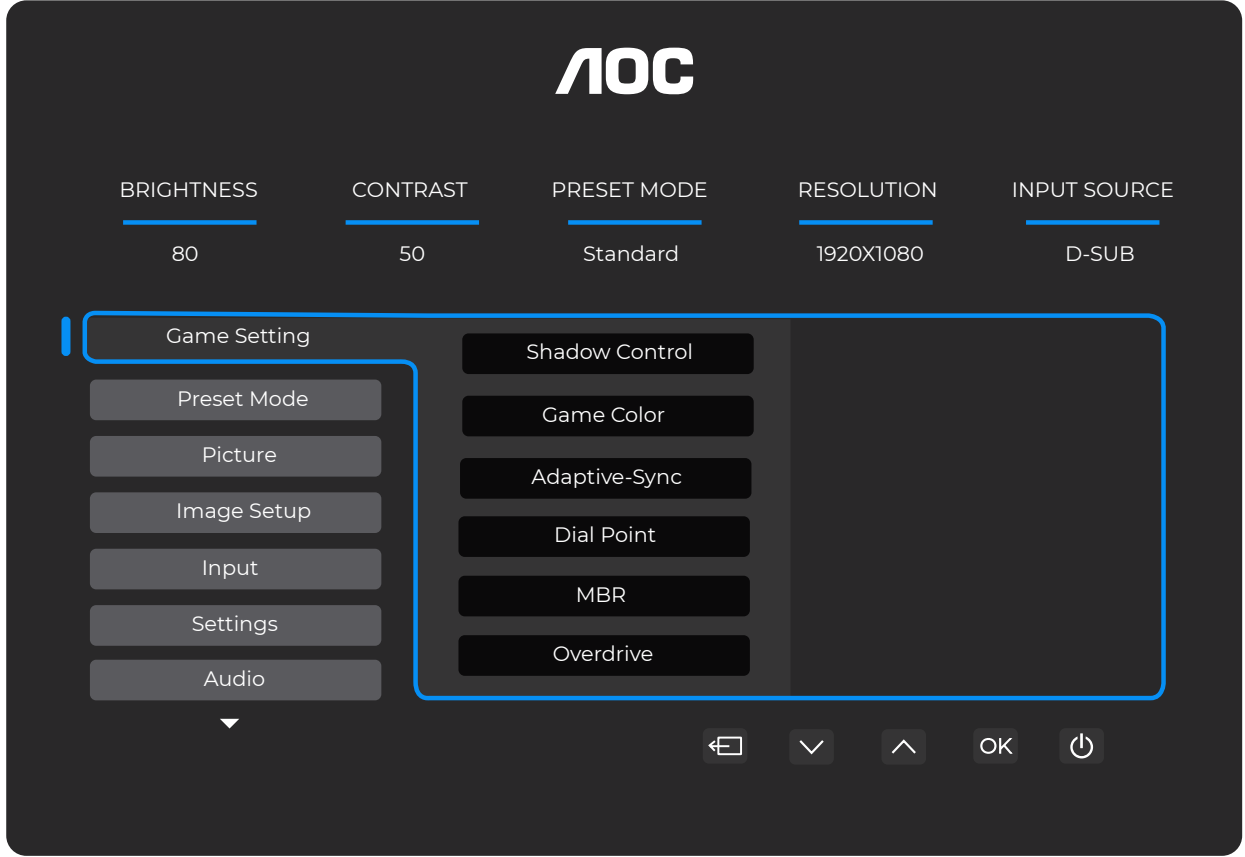 AOC
BRIGHTNESS CONTRAST PRESET MODE RESOLUTION INPUT SOURCE
80 50 Standard 1920X1080 D-SUB
Game Setting
Preset Mode
Picture
Image Setup
Input
Settings
Audio
Shadow Control
Game Color
Adaptive-Sync
Dial Point
MBR
Overdrive
OK